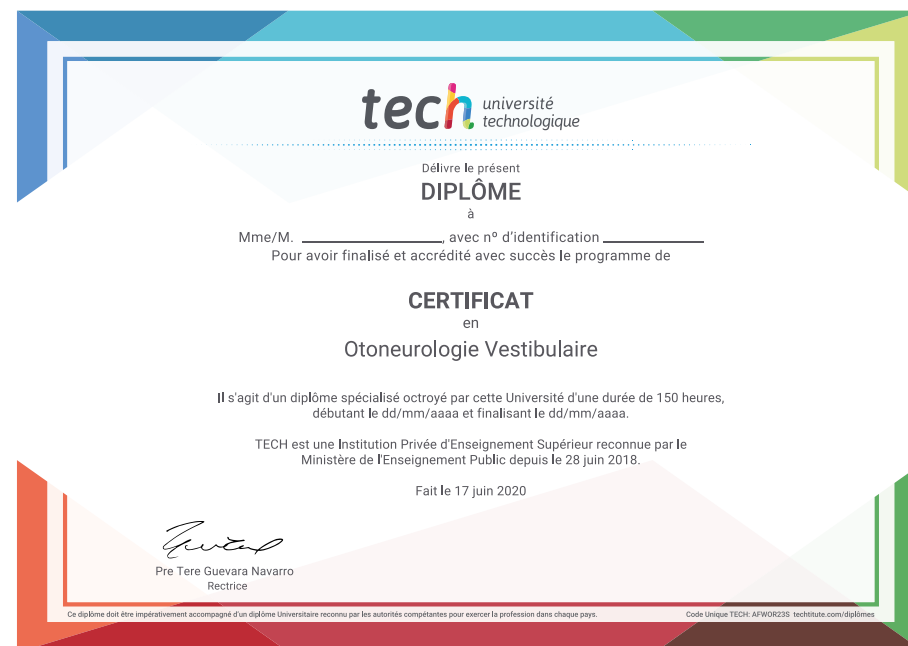 tech université
technologique
Délivre le présent
DIPLÔME
à
Mme/M. ____________________, avec nº d'identification ______________
Pour avoir finalisé et accrédité avec succès le programme de
CERTIFICAT
en
Otoneurologie Vestibulaire
Il s'agit d'un diplôme spécialisé octroyé par cette Université d'une durée de 150 heures,
débutant le dd/mm/aaaa et finalisant le dd/mm/aaaa.
TECH est une Institution Privée d'Enseignement Supérieur reconnue par le
Ministère de l'Enseignement Public depuis le 28 juin 2018.
Fait le 17 juin 2020
Pre Tere Guevara Navarro
Rectrice
Ce diplôme doit être impérativement accompagné d'un diplôme Universitaire reconnu par les autorités compétentes pour exercer la profession dans chaque pays.
Code Unique TECH: AFWOR23S techtitute.com/diplômes